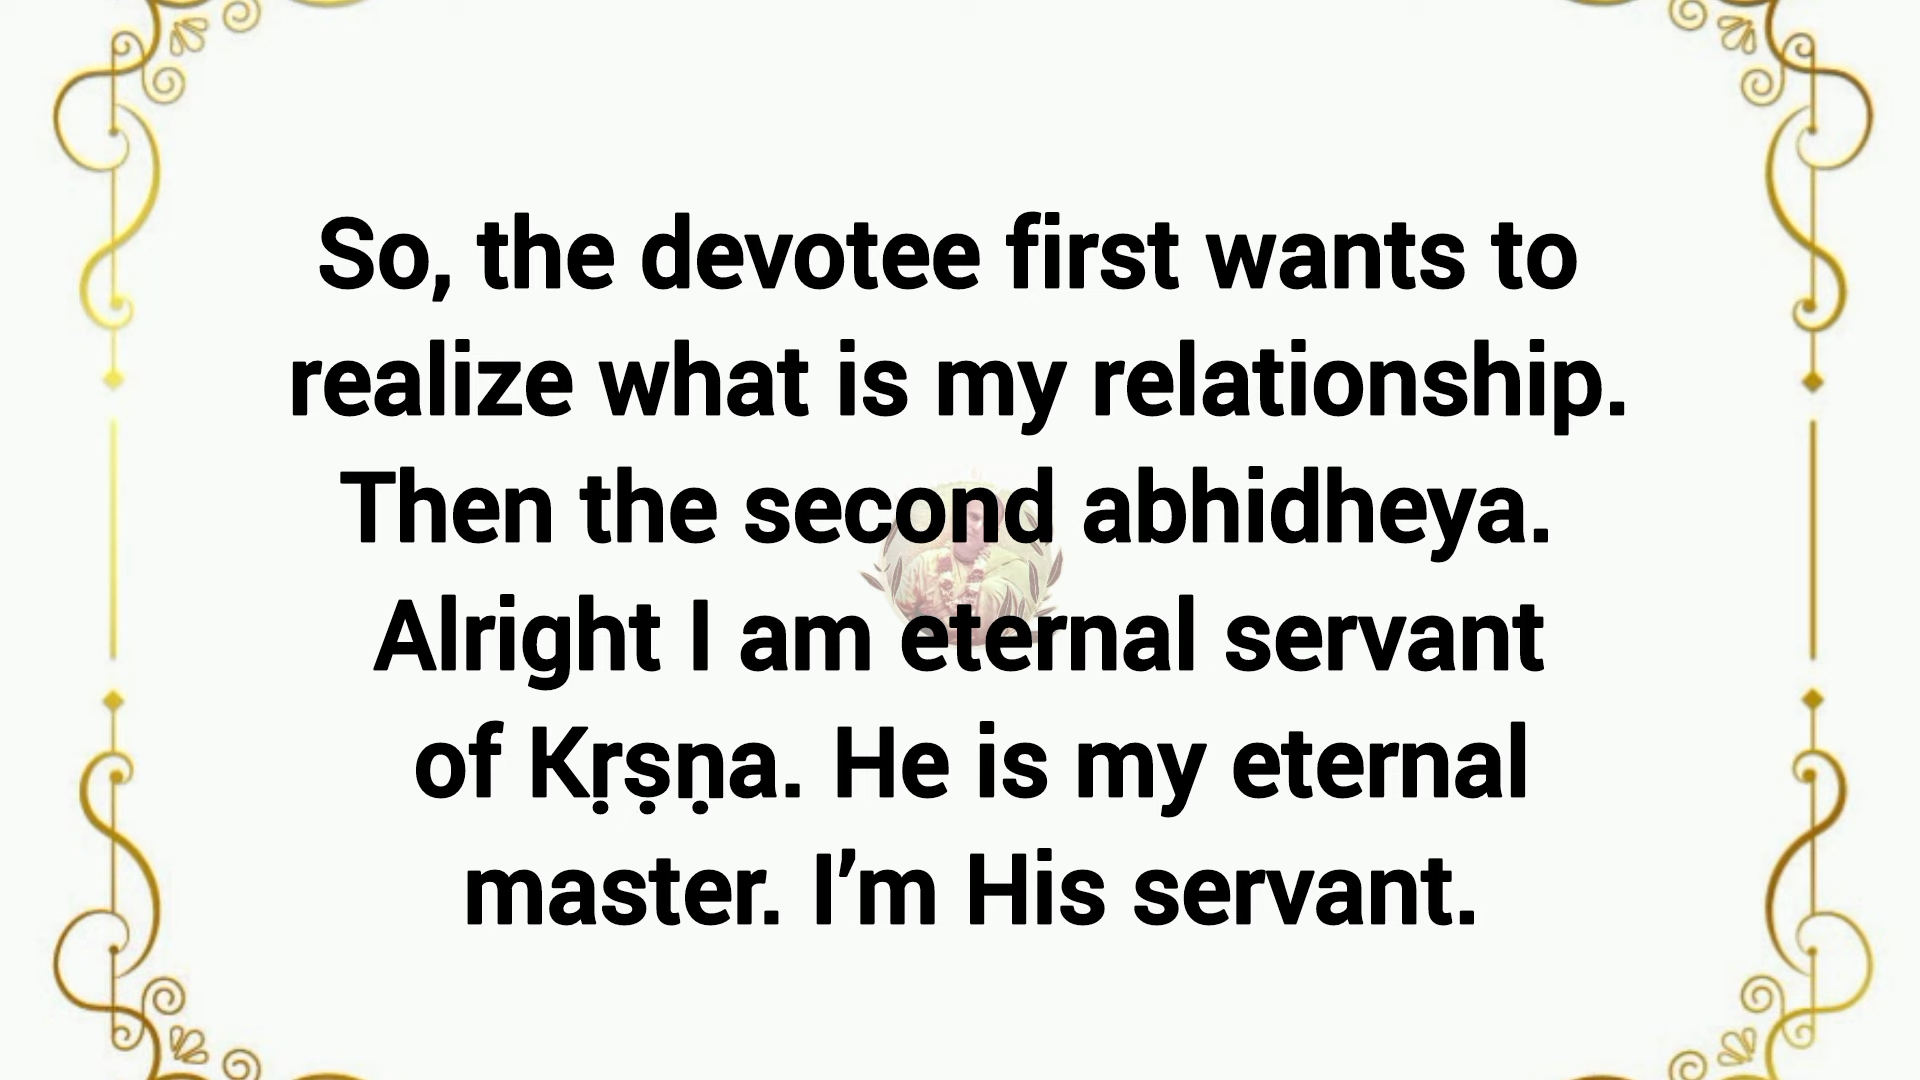 So, the devotee first wants to
realize what is my relationship.
Then the second abhidheya.
Alright I am eternal servant
of Kṛṣṇa. He is my eternal
master. I’m His servant.